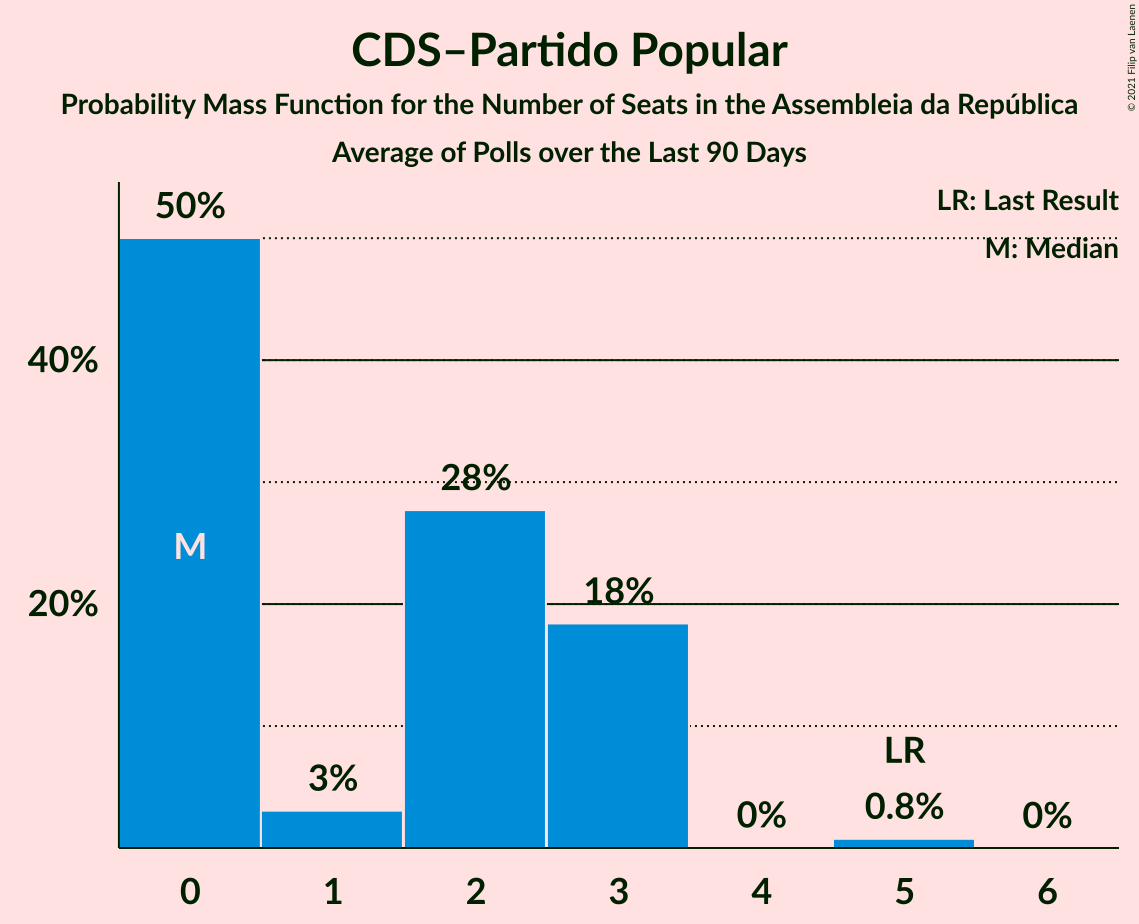 CDS–Partido Popular
Probability Mass Function for the Number of Seats in the Assembleia da República
Average of Polls over the Last 90 Days
© 2021 Filip van Laenen
LR: Last Result
M: Median
50%
40%
28%
M
20%
18%
LR
3%
0%
0.8%
0%
0 1 2 3 4 5 6